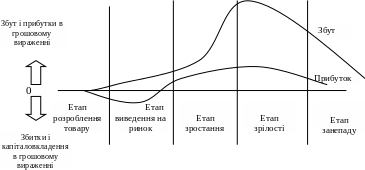 Збут і прибутки в
грошовому
вираженні
Збут
Прибуток
0
Етап
розроблення
товару
Етап
виведення на
ринок
Етап
зростання
Етап
зрілості
Етап
занепаду
Збитки і
капіталовкладення
в грошовому
вираженні